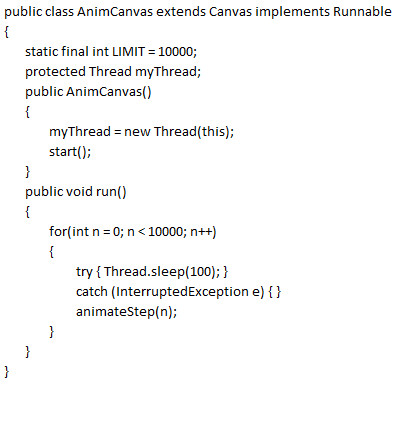 public class AnimCanvas extends Canvas implements Runnable
{
static final int LIMIT = 10000;
protected Thread myThread;
public AnimCanvas()
{
myThread = new Thread(this);
start();
}
public void run()
{
for(int n = 0; n < 10000; n++)
{
try { Thread.sleep(100); }
catch (InterruptedException e) { }
animateStep(n);
}
}
}